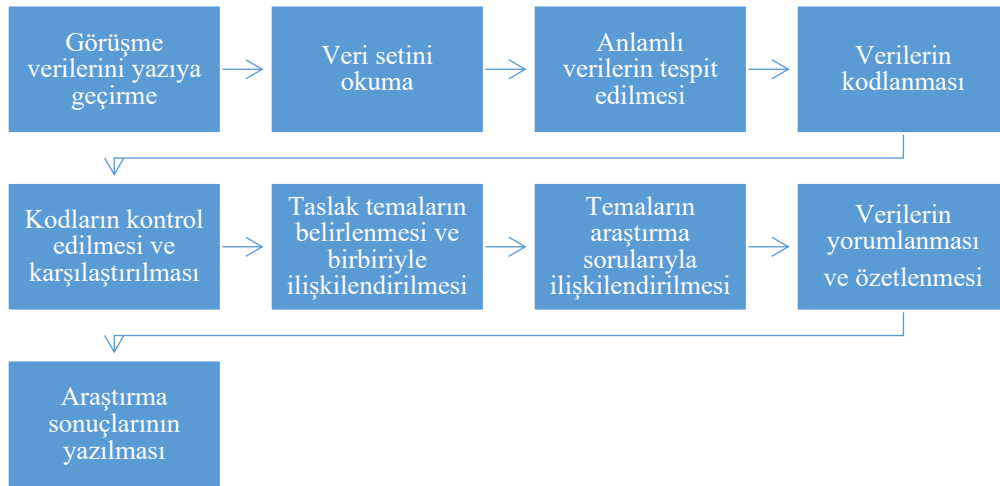 Görüşme
verilerini yazıya
geçirme
Veri setini
okuma
Anlamlı
verilerin tespit
edilmesi
Verilerin
kodlanması
Kodların kontrol
edilmesi ve
karşılaştırılması
Taslak temaların
belirlenmesi ve
birbiriyle
ilişkilendirilmesi
Temaların
araştırma
sorularıyla
ilişkilendirilmesi
Verilerin
yorumlanması
ve özetlenmesi
Araştırma
sonuçlarının
yazılması